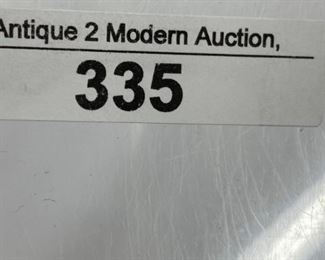 Antique 2 Modern Auction,
335